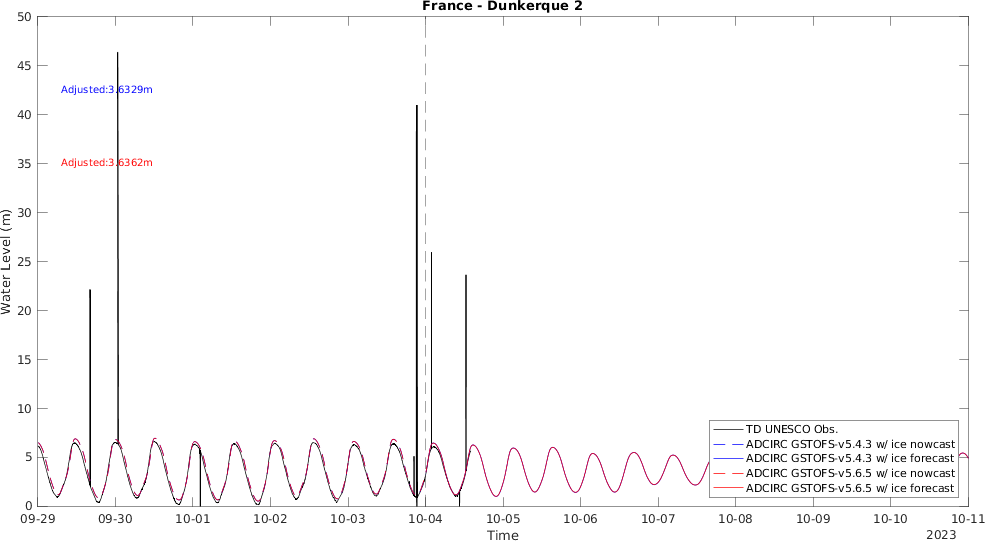 France - Dunkerque 2
50
45
Adjusted:3.6329m
40
35
Adjusted:3.6362m
30
25
20
15
10
5
0
Water Level (m)
TD UNESCO Obs.
ADCIRC GSTOFS-v5.4.3 w/ ice nowcast
ADCIRC GSTOFS-v5.4.3 w/ ice forecast
ADCIRC GSTOFS-v5.6.5 w/ ice nowcast
ADCIRC GSTOFS-v5.6.5 w/ ice forecast
09-29 09-30 10-01 10-02 10-03 10-04 10-05 10-06 10-07 10-08 10-09 10-10 10-11
Time
2023